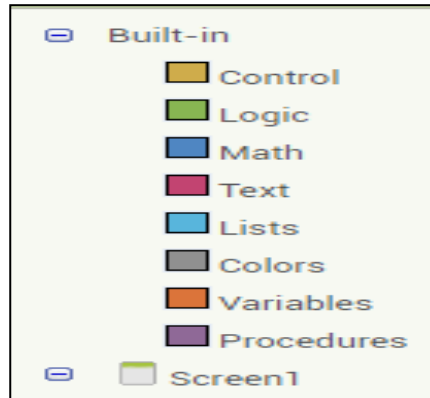 Built-in
Control
Logic
Math
Text
Lists
Colors
Variables
Procedures
Screen1